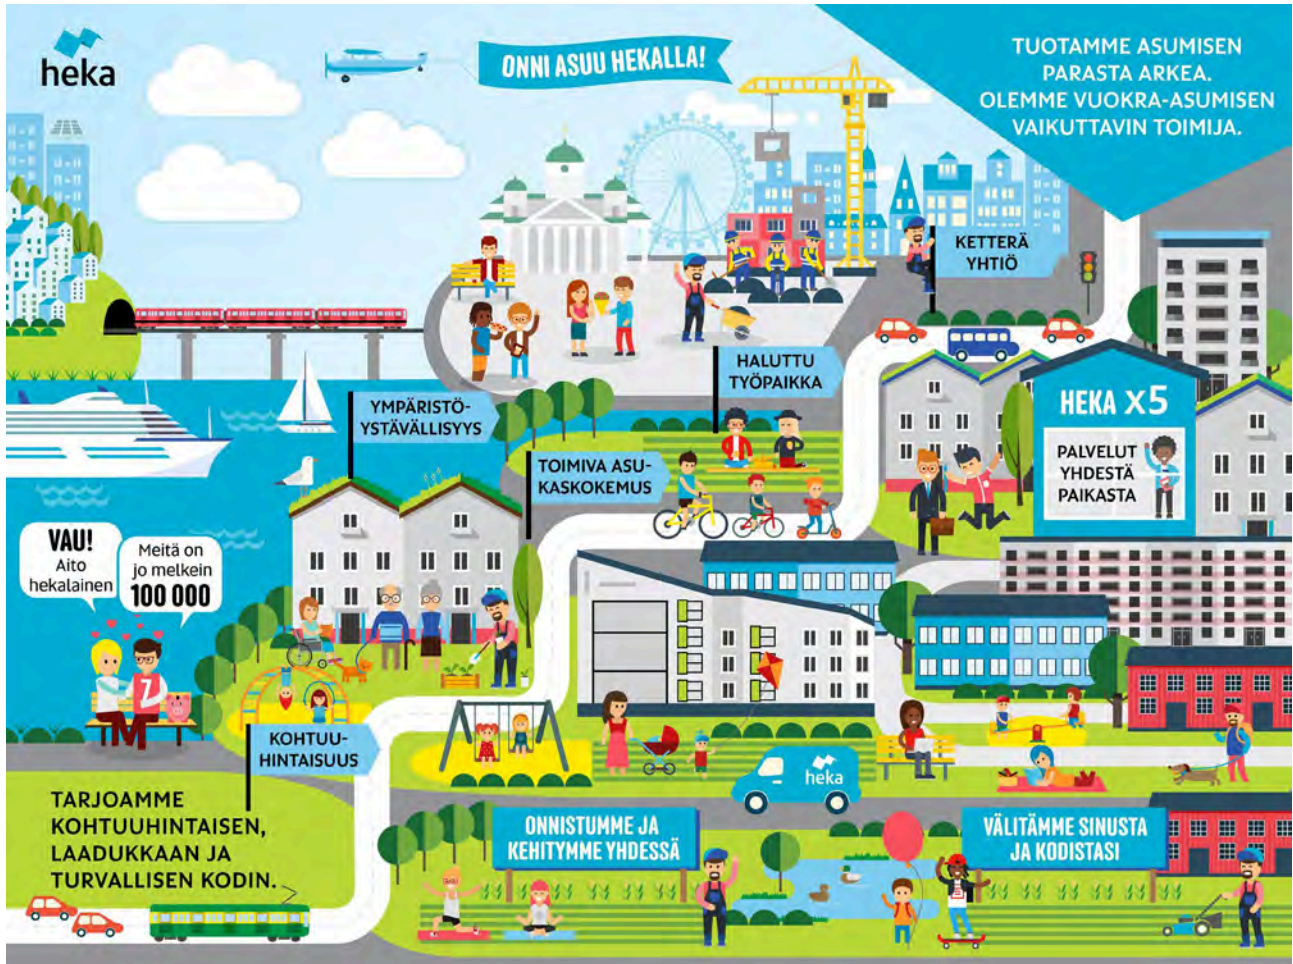 heka
ONNI ASUU HEKALLA!
TUOTAMME ASUMISEN
PARASTA ARKEA.
OLEMME VUOKRA-ASUMISEN
VAIKUTTAVIN TOIMIJA.
KETTERÄ
YHTIÖ
HALUTTU
TYÖPAIKKA
HEKA X5
PALVELUT
YHDESTÄ
PAIKASTA
YMPÄRISTÖ-
YSTÄVÄLLISYYS
TOIMIVA ASU-
KASKOKEMUS
VAU!
Aito
hekalainen
Meitä on
jo melkein
100 000
7
KOHTUU-
HINTAISUUS
heka
TARJOAMME
KOHTUUHINTAISEN,
LAADUKKAAN JA
TURVALLISEN KODIN.
ONNISTUMME JA
KEHITYMME YHDESSÄ
VÄLITÄMME SINUSTA
JA KODISTASI